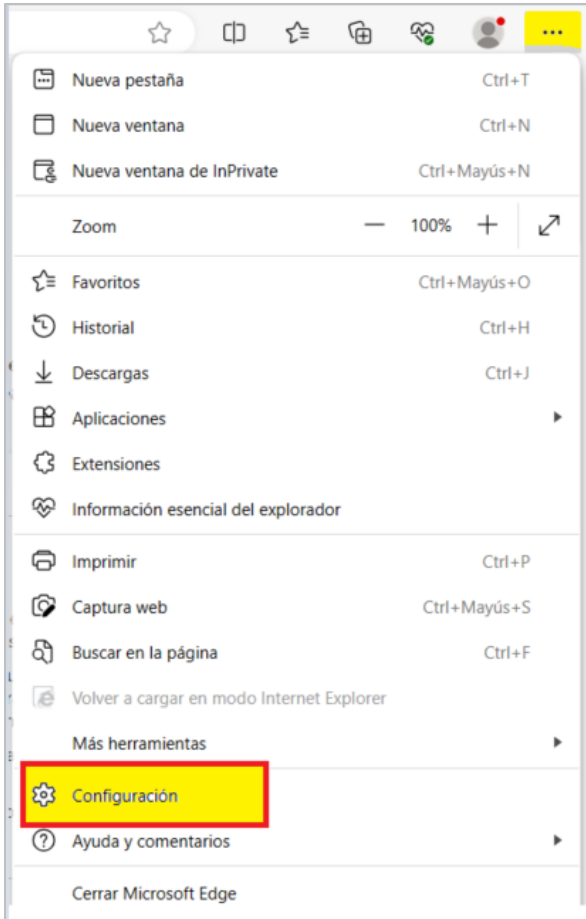 Nueva pestaña Ctrl+T
Nueva ventana Ctrl+N
Nueva ventana de InPrivate Ctrl+Mayús+N
Zoom — 100% +
Favoritos Ctrl+Mayús+O
Historial Ctrl+H
Descargas Ctrl+J
Aplicaciones
Extensiones
Información esencial del explorador
Imprimir Ctrl+P
Captura web Ctrl+Mayús+S
Buscar en la página Ctrl+F
Volver a cargar en modo Internet Explorer
Más herramientas
Configuración
Ayuda y comentarios
Cerrar Microsoft Edge